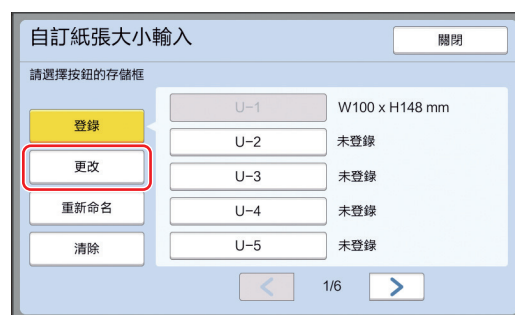 自訂紙張大小輸入
關閉
請選擇按鈕的存儲框
登錄
更改
重新命名
清除
U-1 W100 x H148 mm
U-2 未登錄
U-3 未登錄
U-4 未登錄
U-5 未登錄
1/6